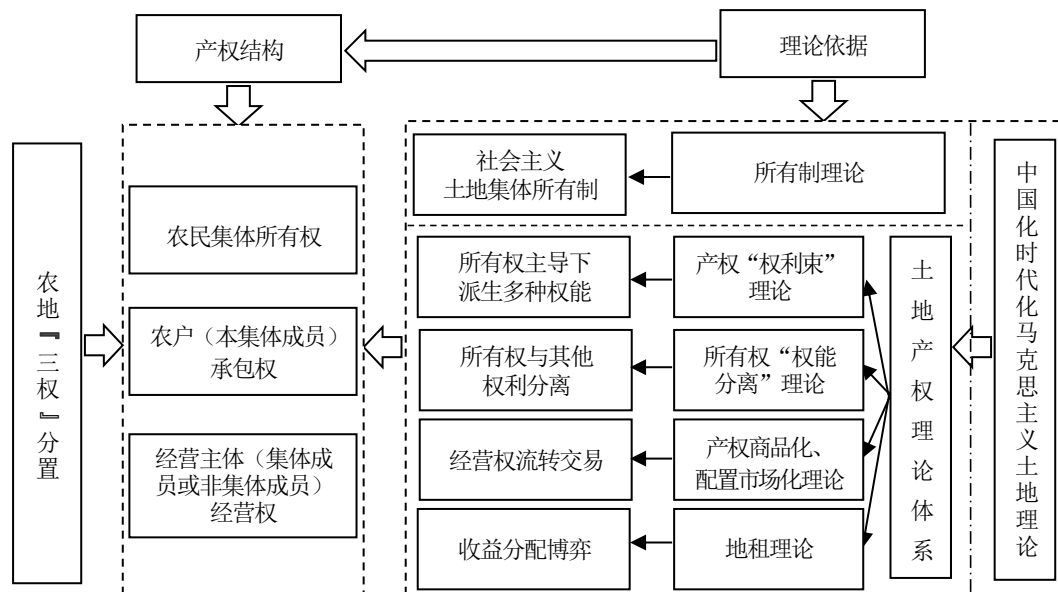 产权结构
理论依据
农地『三权』分置
农民集体所有权
农户（本集体成员）
承包权
经营主体（集体成
员或非集体成员）
经营权
社会主义
土地集体所有制
所有制理论
所有权主导下
派生多种权能
产权“权利束”
理论
所有权与其他
权利分离
所有权“权能
分离”理论
经营权流转交易
产权商品化、
配置市场化理论
收益分配博弈
地租理论
土地产权理论体系
中国化时代化马克思主义土地理论